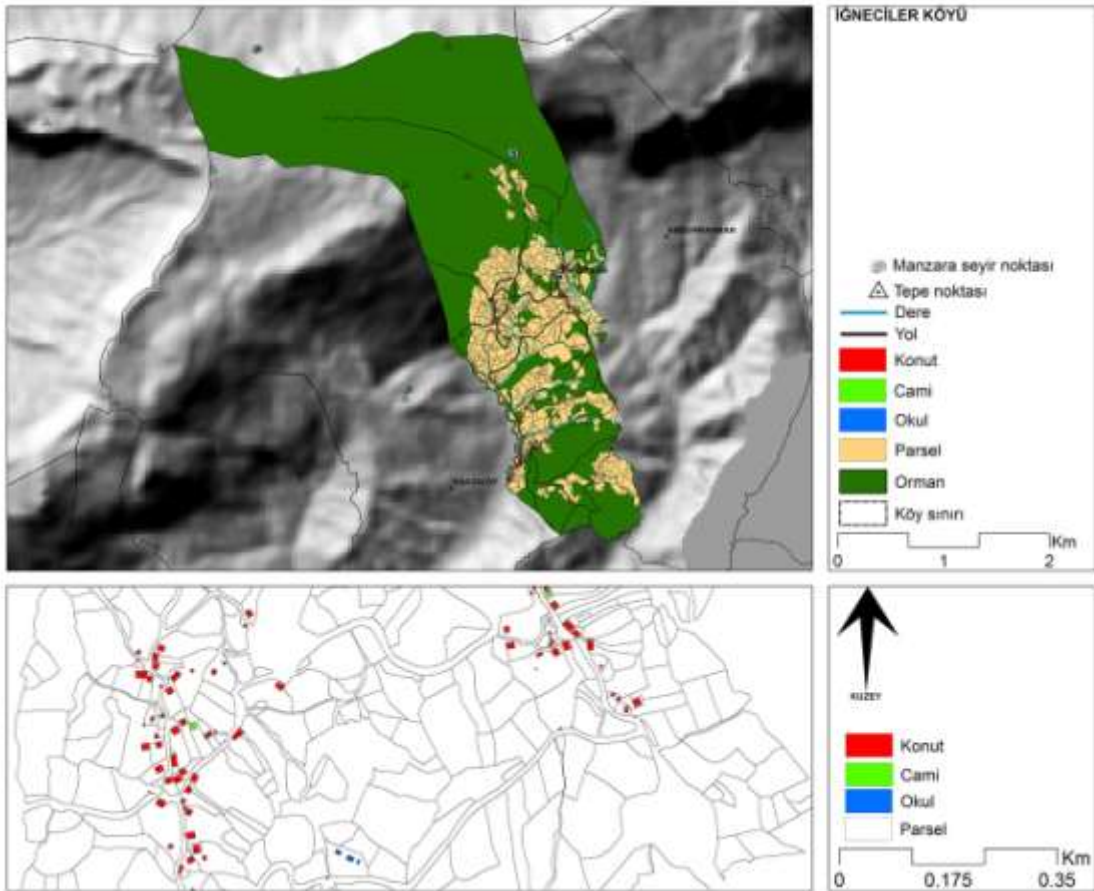 İĞNECİLER KÖYÜ
Manzara seyir noktası
Tepe noktası
Dere
Yol
Konut
Cami
Okul
Parsel
Orman
Köy sınırı
Km
0 1 2
KUZEY
Konut
Cami
Okul
Parsel
Km
0 0.175 0.35